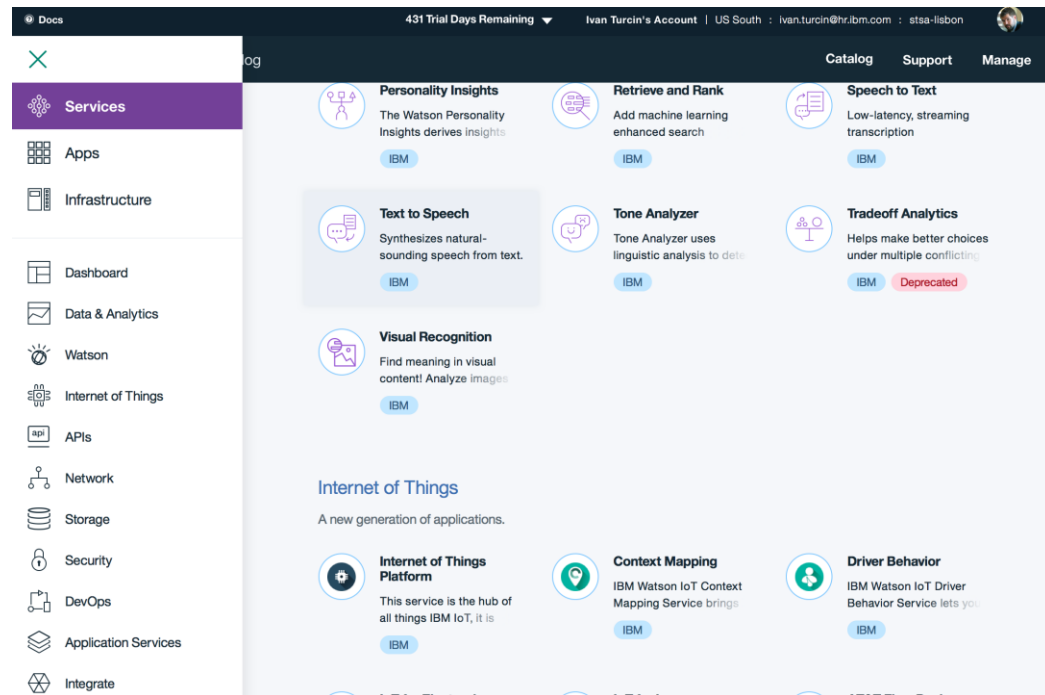 Docs
431 Trial Days Remaining
Ivan Turcin's Account | US South : ivan.turcin@hr.ibm.com : stsa-lisbon
log
Catalog Support Manage
Services
Apps
Infrastructure
Dashboard
Data & Analytics
Watson
Internet of Things
api
APIs
Network
Storage
Security
DevOps
Application Services
Integrate
Personality Insights
The Watson Personality
Insights derives insights
IBM
Retrieve and Rank
Add machine learning
enhanced search
IBM
Speech to Text
Low-latency, streaming
transcription
IBM
Text to Speech
Synthesizes natural-
sounding speech from text.
IBM
Tone Analyzer
Tone Analyzer uses
linguistic analysis to dete
IBM
Tradeoff Analytics
Helps make better choices
under multiple conflicting
IBM Deprecated
Visual Recognition
Find meaning in visual
content! Analyze images
IBM
Internet of Things
A new generation of applications.
Internet of Things
Platform
This service is the hub of
all things IBM IoT, it is
IBM
Context Mapping
IBM Watson IoT Context
Mapping Service brings
IBM
Driver Behavior
IBM Watson IoT Driver
Behavior Service lets you
IBM